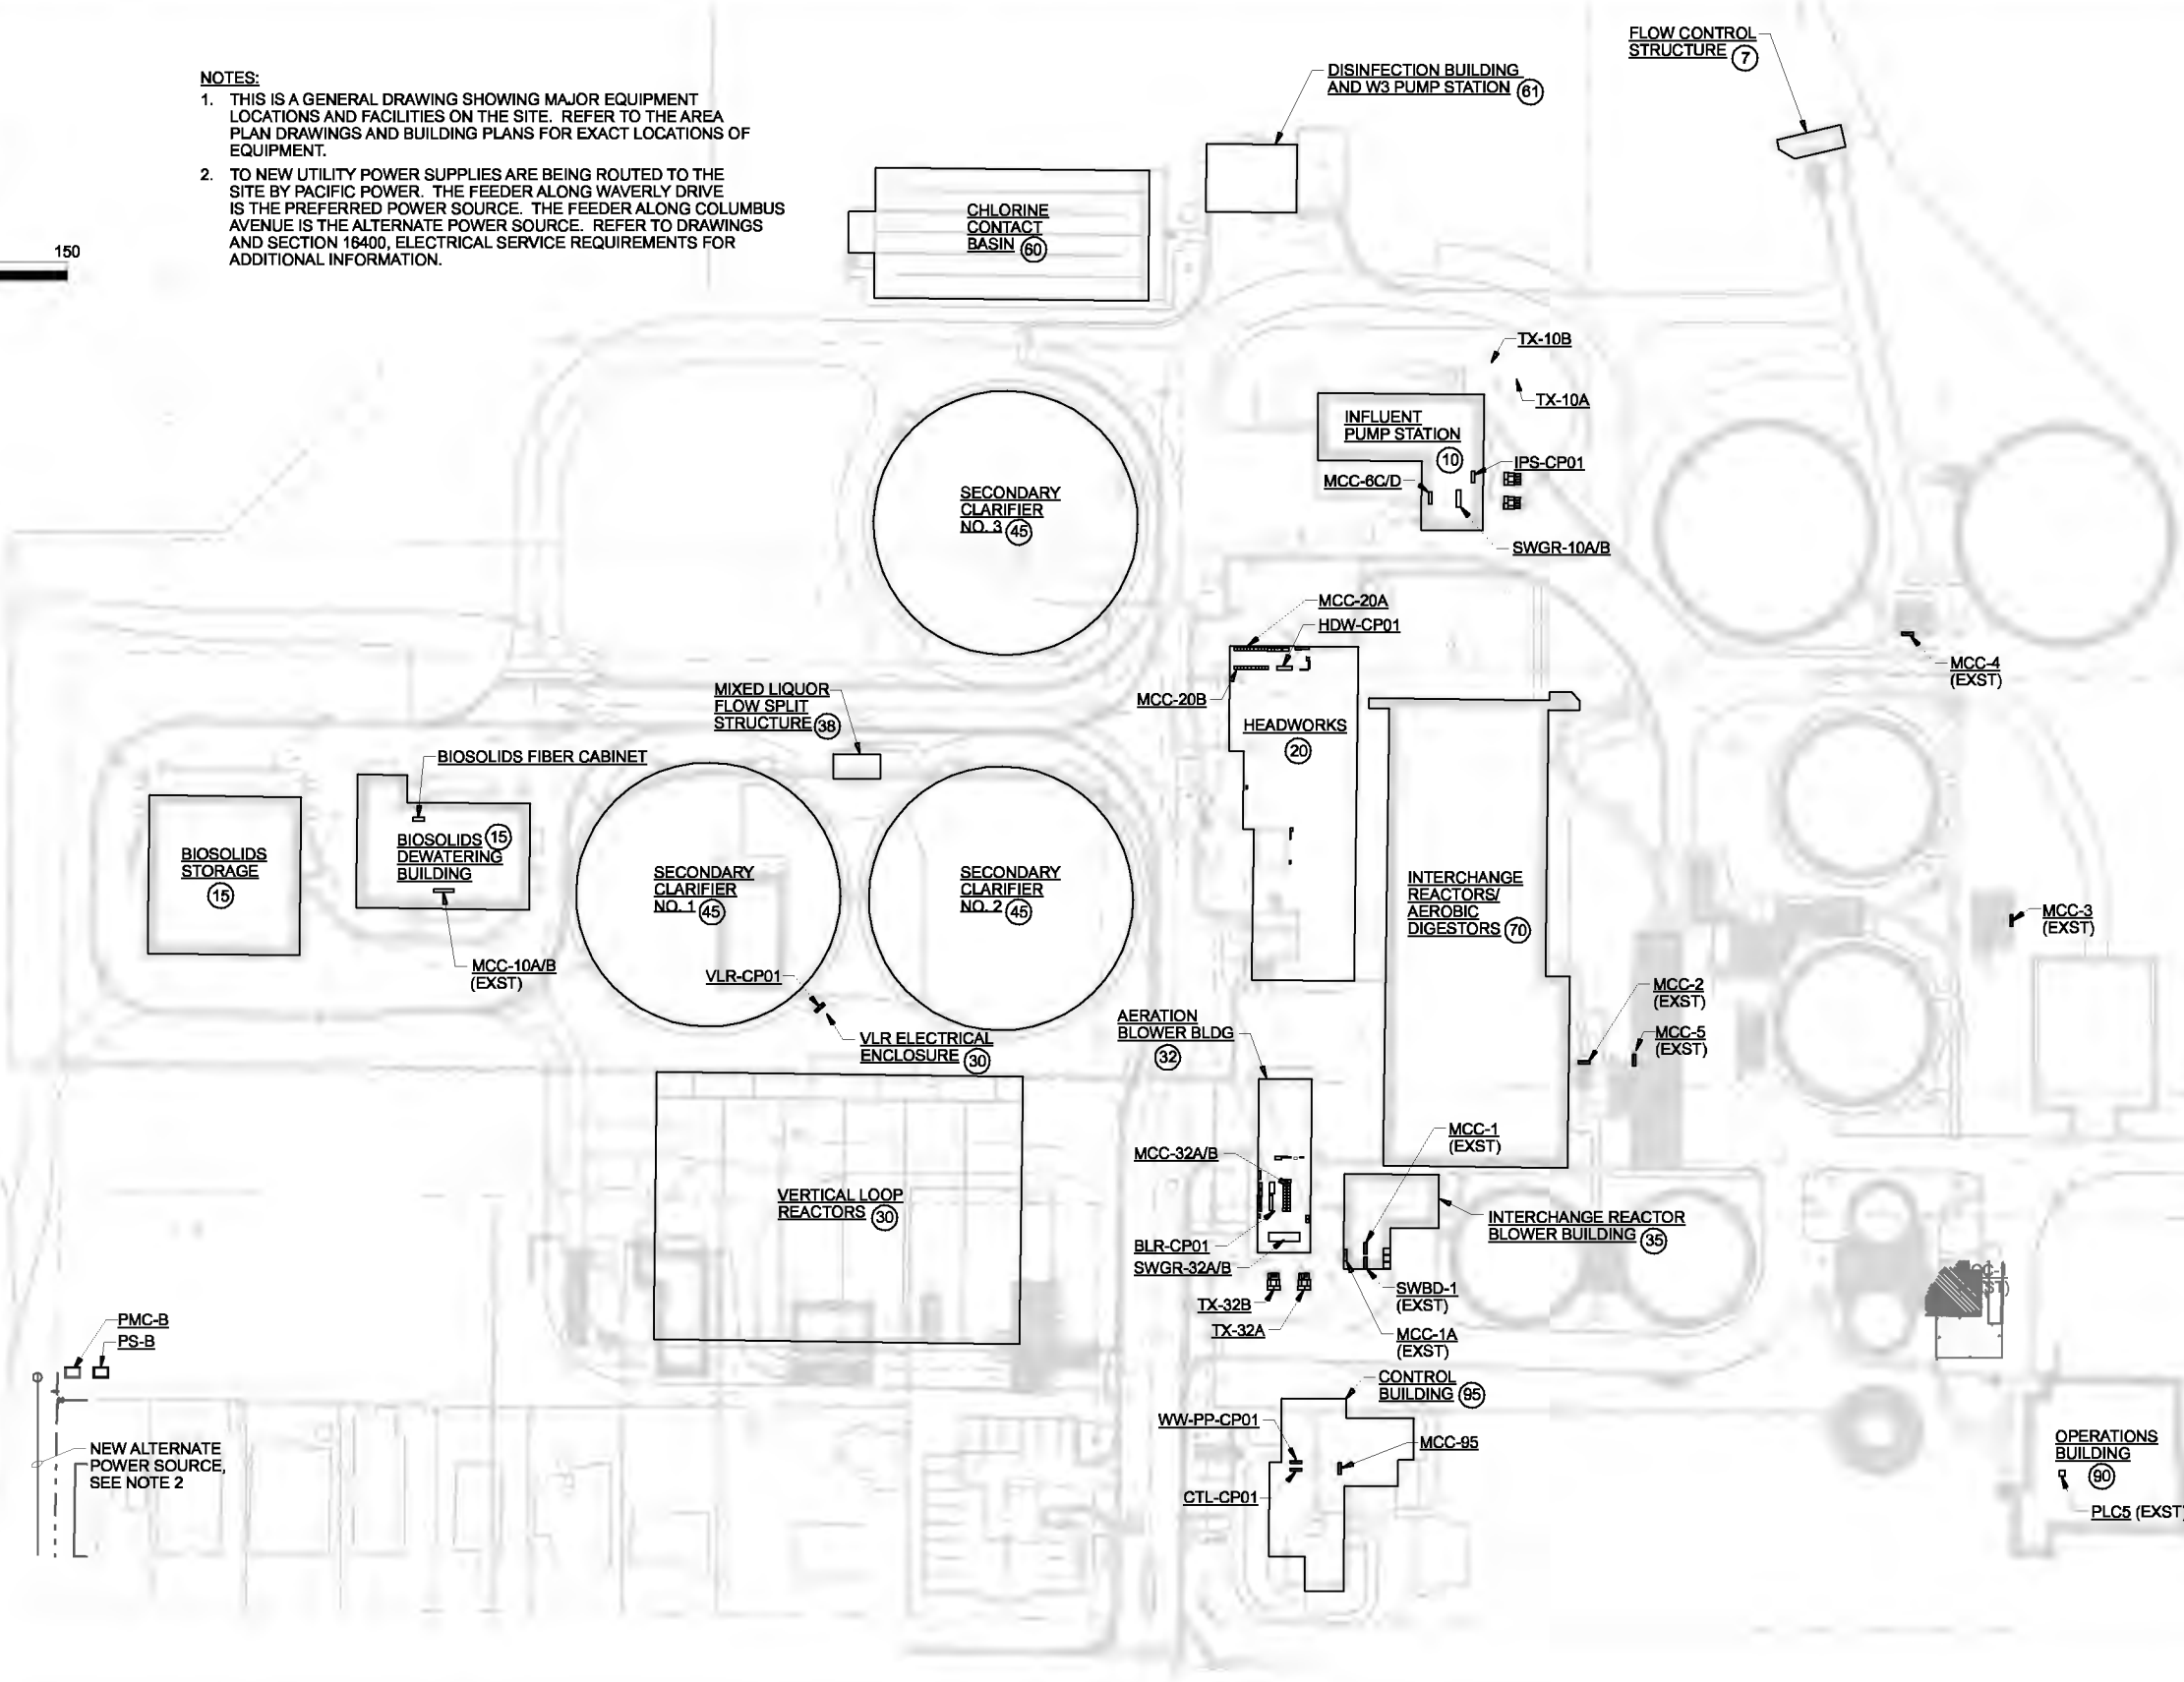 NOTES:
1. THIS IS A GENERAL DRAWING SHOWING MAJOR EQUIPMENT
LOCATIONS AND FACILITIES ON THE SITE. REFER TO THE AREA
PLAN DRAWINGS AND BUILDING PLANS FOR EXACT LOCATIONS OF
EQUIPMENT.
2. TO NEW UTILITY POWER SUPPLIES ARE BEING ROUTED TO THE
SITE BY PACIFIC POWER. THE FEEDER ALONG WAVERLY DRIVE
IS THE PREFERRED POWER SOURCE. THE FEEDER ALONG COLUMBUS
AVENUE IS THE ALTERNATE POWER SOURCE. REFER TO DRAWINGS
AND SECTION 16400, ELECTRICAL SERVICE REQUIREMENTS FOR
ADDITIONAL INFORMATION.
150
FLOW CONTROL
STRUCTURE 7
DISINFECTION BUILDING
AND W3 PUMP STATION 61
CHLORINE
CONTACT
BASIN 60
TX-10B
TX-10A
INFLUENT
PUMP STATION
10
IPS-CP01
MCC-6C/D
SWGR-10A/B
SECONDARY
CLARIFIER
NO. 3 45
MCC-20A
HDW-CP01
MCC-20B
HEADWORKS
20
MCC-4
(EXST)
MIXED LIQUOR
FLOW SPLIT
STRUCTURE 38
BIOSOLIDS FIBER CABINET
BIOSOLIDS 15
DEWATERING
BUILDING
BIOSOLIDS
STORAGE
15
MCC-10A/B
(EXST)
SECONDARY
CLARIFIER
NO. 1 45
SECONDARY
CLARIFIER
NO. 2 45
VLR-CP01
VLR ELECTRICAL
ENCLOSURE 30
INTERCHANGE
REACTORS/
AEROBIC
DIGESTORS 70
MCC-3
(EXST)
MCC-2
(EXST)
MCC-5
(EXST)
AERATION
BLOWER BLDG
32
MCC-1
(EXST)
MCC-32A/B
VERTICAL LOOP
REACTORS 30
INTERCHANGE REACTOR
BLOWER BUILDING 35
BLR-CP01
SWGR-32A/B
SWBD-1
(EXST)
TX-32B
TX-32A
MCC-1A
(EXST)
PMC-B
PS-B
CONTROL
BUILDING 95
WW-PP-CP01
MCC-95
CTL-CP01
NEW ALTERNATE
POWER SOURCE,
SEE NOTE 2
OPERATIONS
BUILDING
90
PLC5 (EXST)